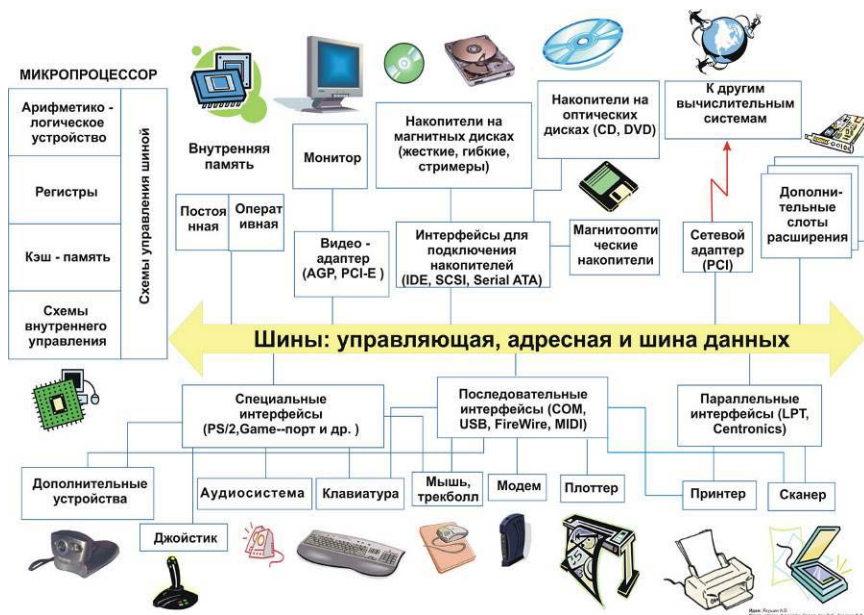 МИКРОПРОЦЕССОР
Арифметико -
логическое
устройство
Регистры
Кэш - память
Схемы
внутреннего
управления
Схемы управления шиной
Внутренняя
память
Постоя
нная
Операт
ивная
Монитор
Видео -
адаптер
(AGP, PCI-E )
Накопители на
магнитных дисках
(жесткие, гибкие,
стримеры)
Интерфейсы для
подключения
накопителей
(IDE, SCSI, Serial ATA)
Накопители на
оптических
дисках (CD, DVD)
Магнитоопти
ческие
накопители
К другим
вычислительным
системам
Сетевой
адаптер
(PCI)
Дополни-
тельные
слоты
расширения
Шины: управляющая, адресная и шина данных
Специальные
интерфейсы
(PS/2,Game--порт и др. )
Последовательные
интерфейсы (COM,
USB, FireWire, MIDI)
Параллельные
интерфейсы (LPT,
Centronics)
Дополнительные
устройства
Джойстик
Аудиосистема
Клавиатура
Мышь,
трекболл
Модем
Плоттер
Принтер
Сканер